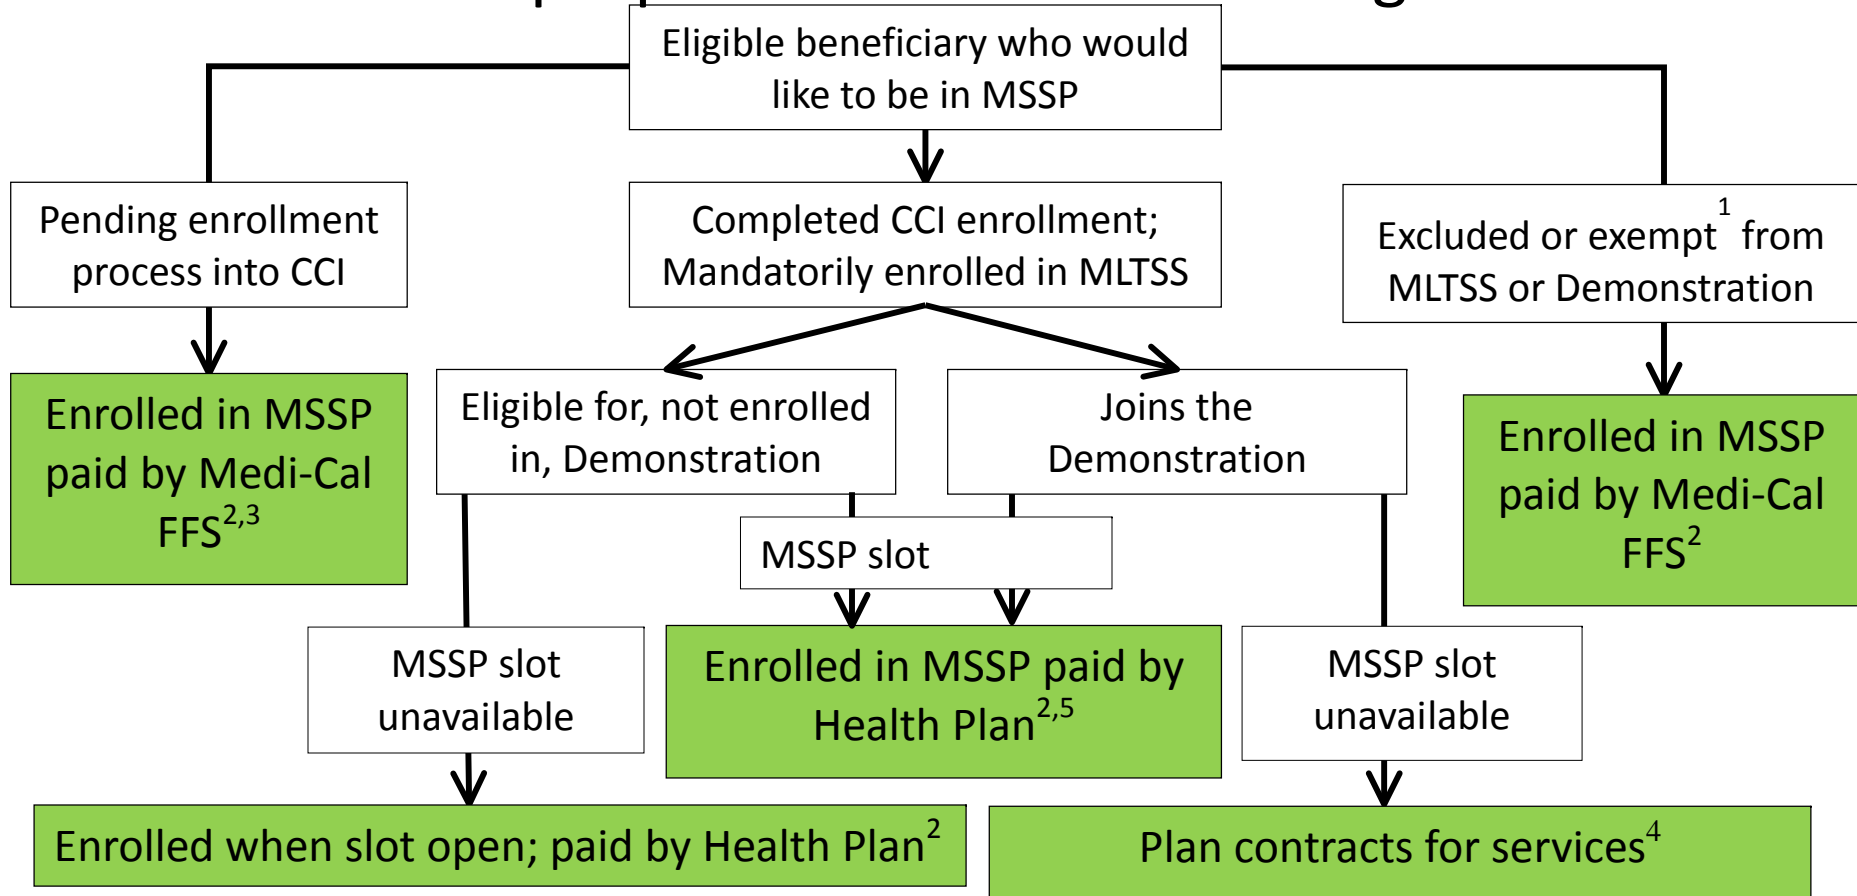 Eligible beneficiary who would
like to be in MSSP
Pending enrollment
process into CCI
Completed CCI enrollment;
Mandatorily enrolled in MLTSS
Excluded or exempt1 from
MLTSS or Demonstration
Enrolled in MSSP
paid by Medi-Cal
FFS2,3
Eligible for, not enrolled
in, Demonstration
Joins the
Demonstration
Enrolled in MSSP
paid by Medi-Cal
FFS2
MSSP slot
MSSP slot
unavailable
Enrolled in MSSP paid by
Health Plan2,5
MSSP slot
unavailable
Enrolled when slot open; paid by Health Plan2
Plan contracts for services4